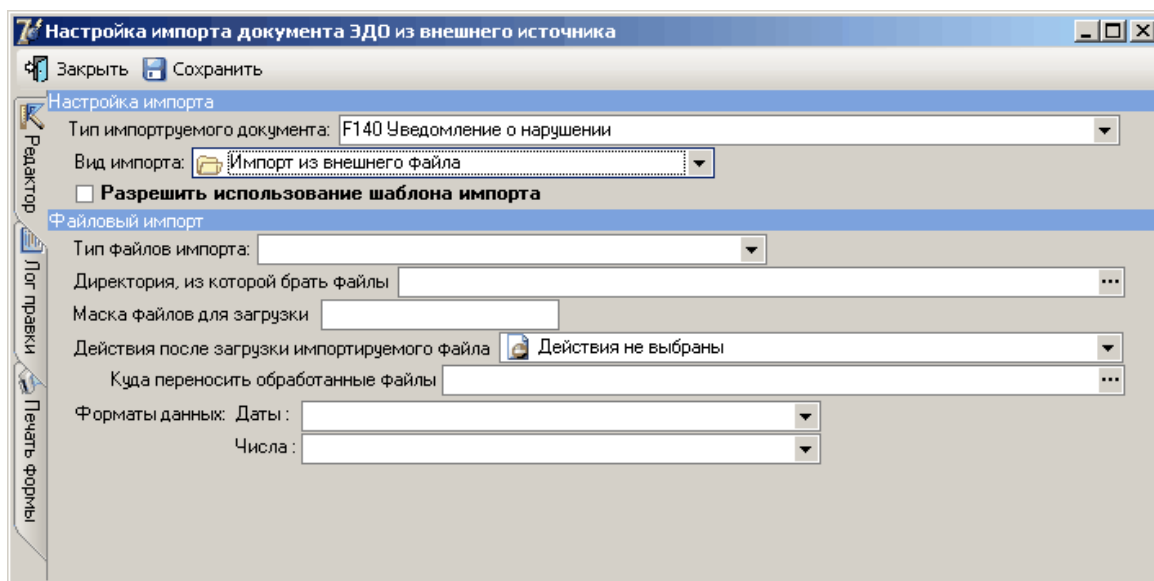 Настройка импорта документа ЭДО из внешнего источника
Закрыть Сохранить
Настройка импорта
Тип импортруемого документа: F140 Уведомление о нарушении
Вид импорта: Импорт из внешнего файла
Разрешить использование шаблона импорта
Файловый импорт
Тип файлов импорта:
Директория, из которой брать файлы ...
Маска файлов для загрузки
Действия после загрузки импортируемого файла Действия не выбраны
Куда переносить обработанные файлы ...
Форматы данных: Даты :
Числа :
Редактор
Лог правки
Печать формы